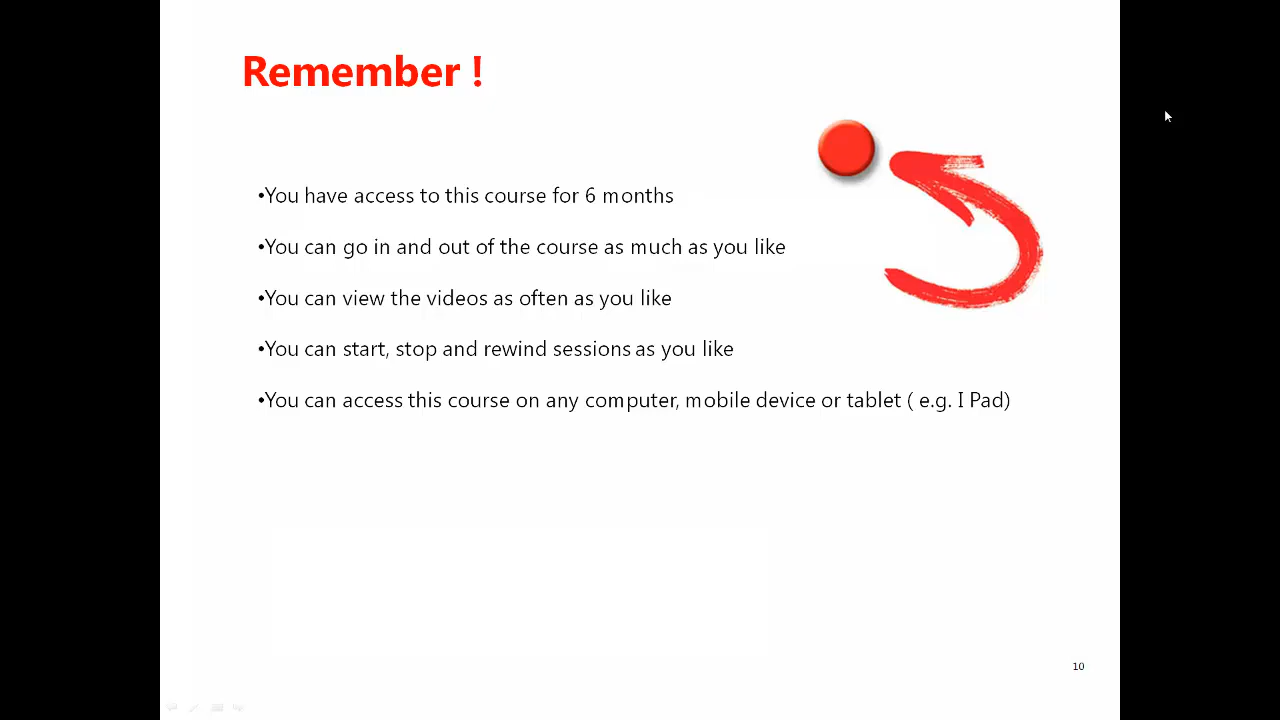 Remember !
•You have access to this course for 6 months
•You can go in and out of the course as much as you like
•You can view the videos as often as you like
•You can start, stop and rewind sessions as you like
•You can access this course on any computer, mobile device or tablet ( e.g. I Pad)
10